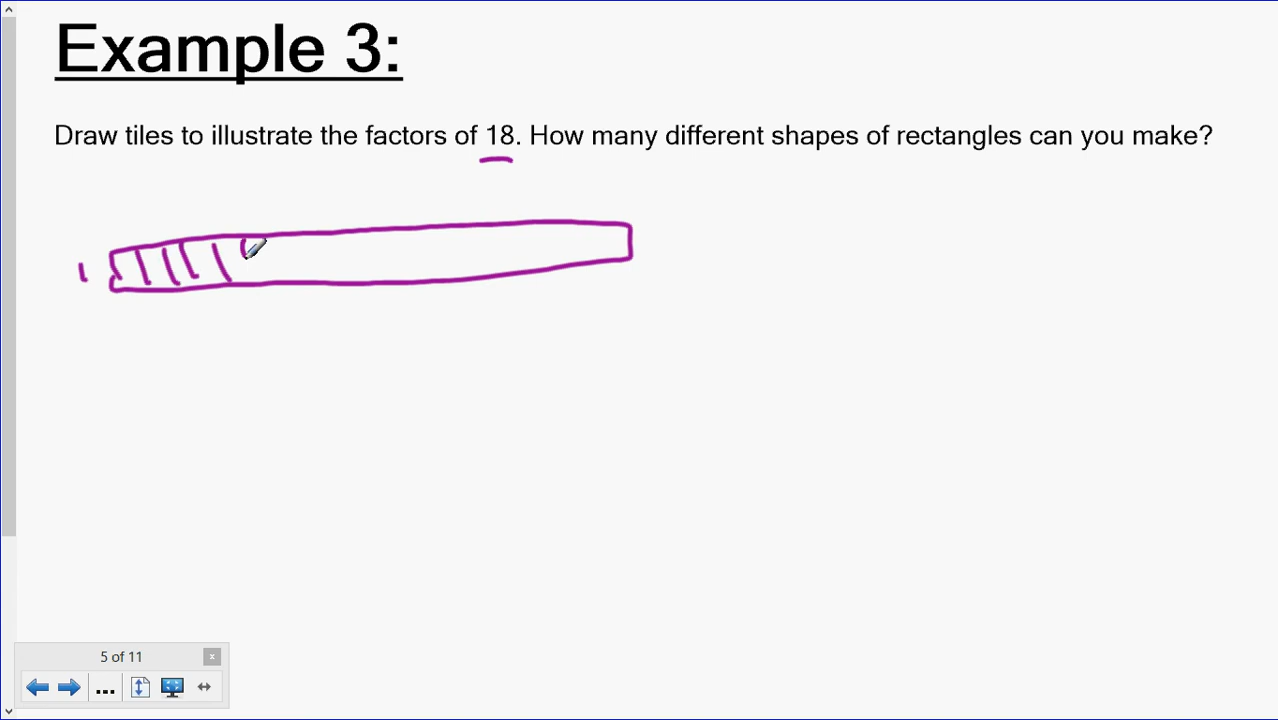 Example 3:
Draw tiles to illustrate the factors of 18. How many different shapes of rectangles can you make?
1
5 of 11